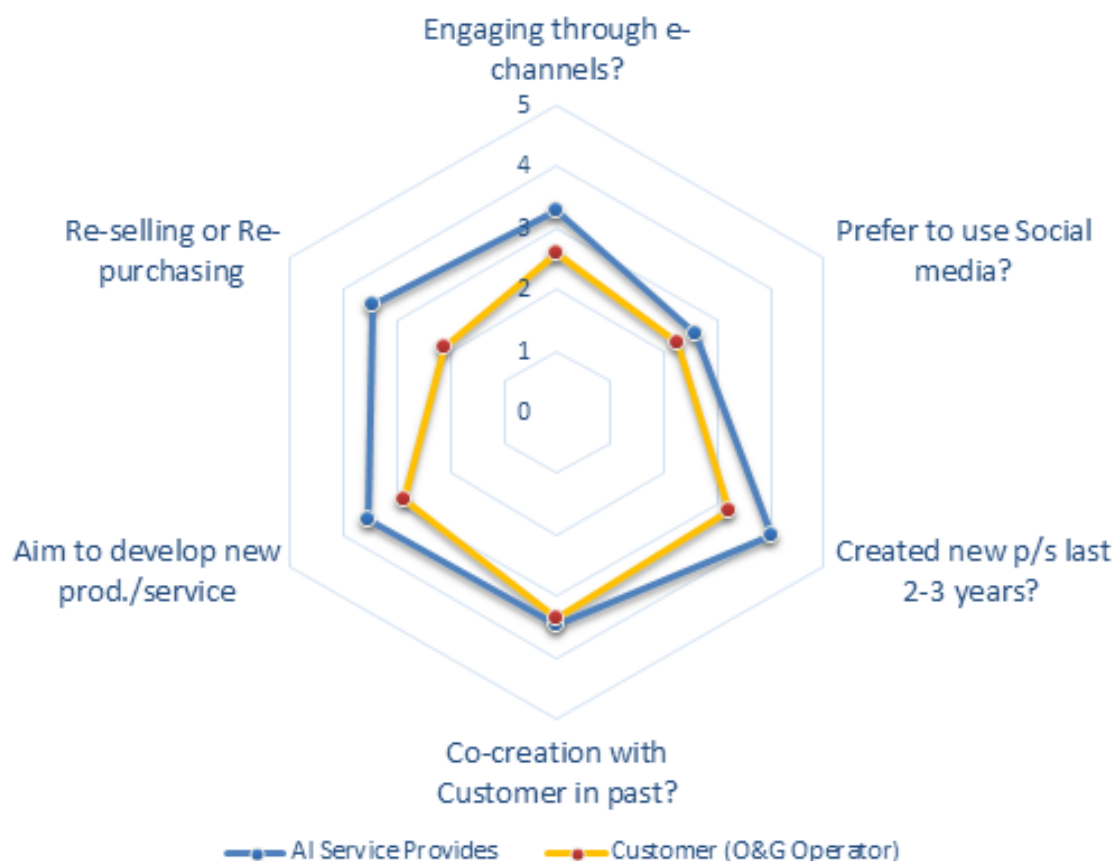 Engaging through e-
channels?
5
4
3
2
1
0
Prefer to use Social
media?
Created new p/s last
2-3 years?
Co-creation with
Customer in past?
Aim to develop new
prod./service
Re-selling or Re-
purchasing
AI Service Provides
Customer (O&G Operator)